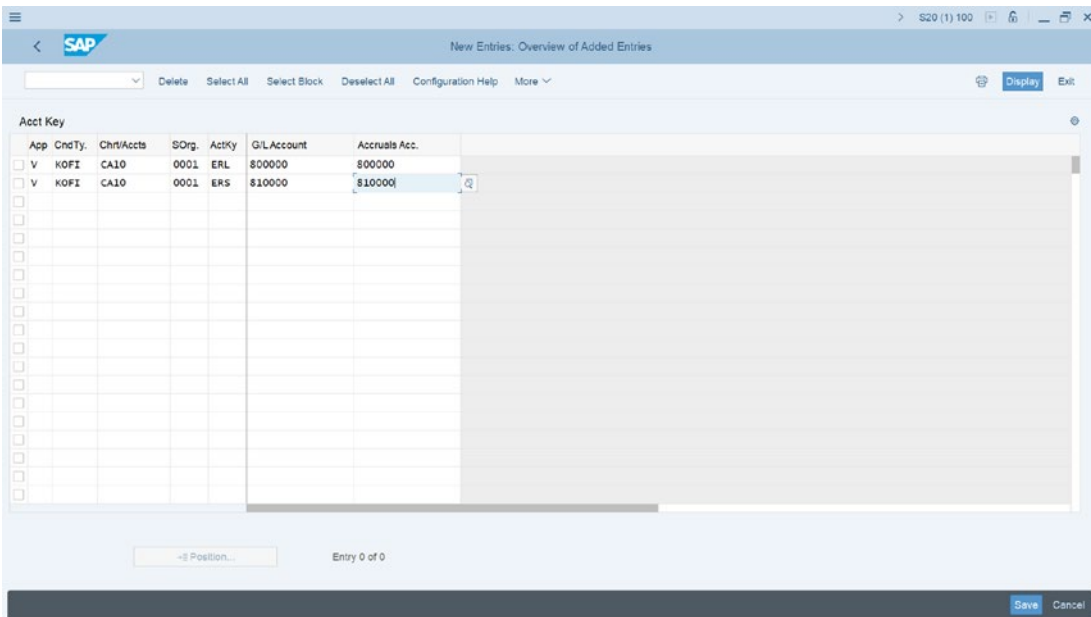 S20 (1) 100
SAP
New Entries: Overview of Added Entries
Delete Select All Select Block Deselect All Configuration Help More Display Exit
Acct Key
App CndTy. Chrt/Accts SOrg. ActKy G/L Account Accruals Acc.
V KOFI CA10 0001 ERL 800000 800000
V KOFI CA10 0001 ERS 810000 810000
Position... Entry 0 of 0
Save Cancel